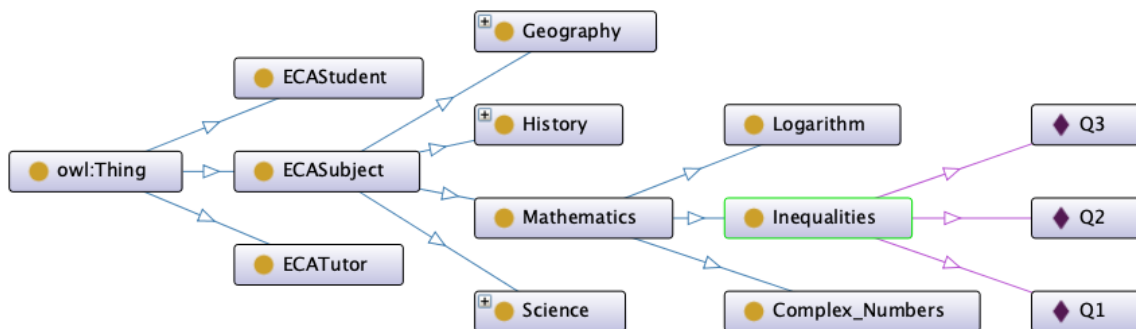 Geography
ECAStudent
History
Logarithm
Q3
owl:Thing
ECASubject
Mathematics
Inequalities
Q2
ECATutor
Science
Complex_Numbers
Q1